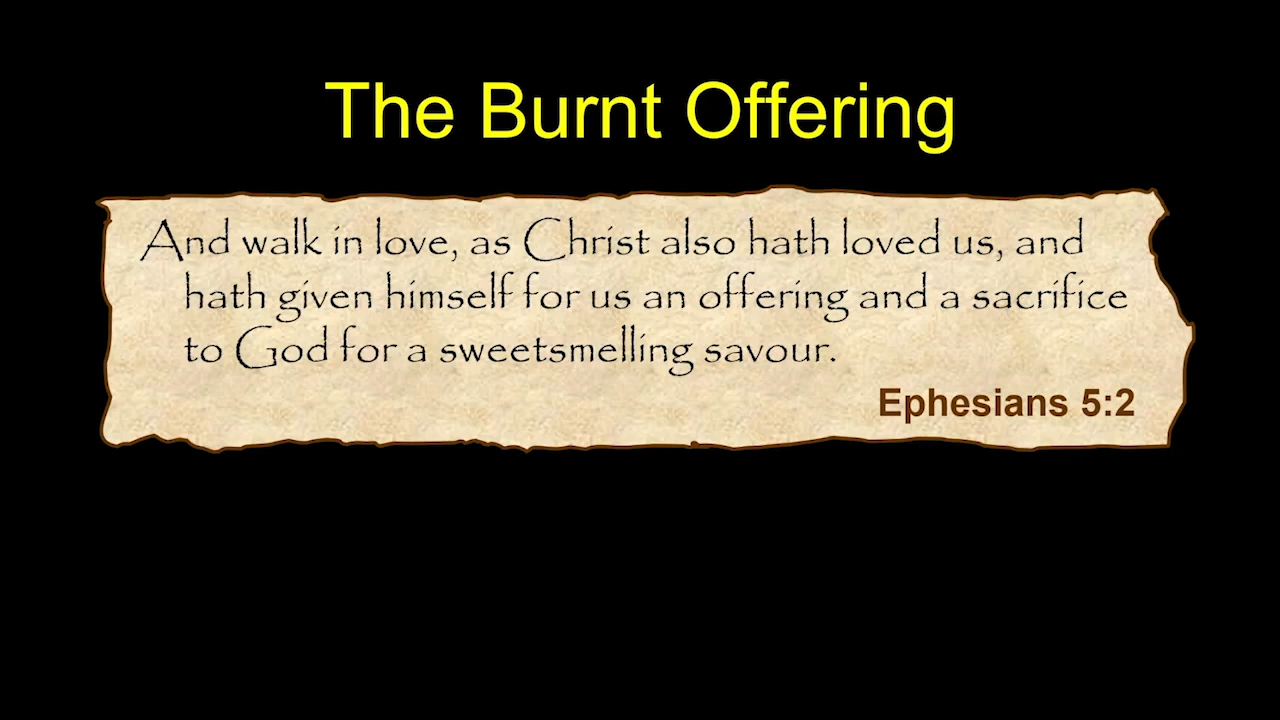 The Burnt Offering
And walk in love, as Christ also hath loved us, and
hath given himself for us an offering and a sacrifice
to God for a sweetsmelling savour.
Ephesians 5:2